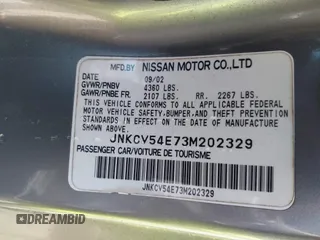 MFD.BY NISSAN MOTOR CO.,LTD
DATE 09/02
GVWR/PNBV 4360 LBS.
GAWR/PNBE FR. 2107 LBS. RR. 2267 LBS.
THIS VEHICLE CONFORMS TO ALL APPLICABLE FEDERAL
MOTOR VEHICLE SAFETY,BUMPER,AND THEFT
PREVENTION STANDARDS IN EFFECT ON THE DATE OF MFR.
SHOWN ABOVE.
JNKCV54E73M202329
PASSENGER CAR/VOITURE DE TOURISME
JNKCV54E73M202329
DREAMBID